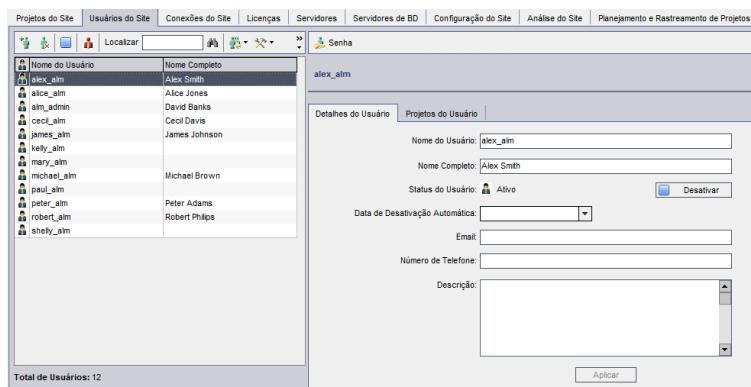 Projetos do Site Usuários do Site Conexões do Site Licenças Servidores Servidores de BD Configuração do Site Análise do Site Planejamento e Rastreamento de Projetos
Localizar » Senha
Nome do Usuário Nome Completo
alex_alm Alex Smith
alice_alm Alice Jones
alm_admin David Banks
cecil_alm Cecil Davis
james_alm James Johnson
kelly_alm
mary_alm
michael_alm Michael Brown
paul_alm
peter_alm Peter Adams
robert_alm Robert Philips
shelly_alm
Total de Usuários: 12
alex_alm
Detalhes do Usuário Projetos do Usuário
Nome do Usuário: alex_alm
Nome Completo: Alex Smith
Status do Usuário: Ativo Desativar
Data de Desativação Automática:
Email:
Número de Telefone:
Descrição:
Aplicar